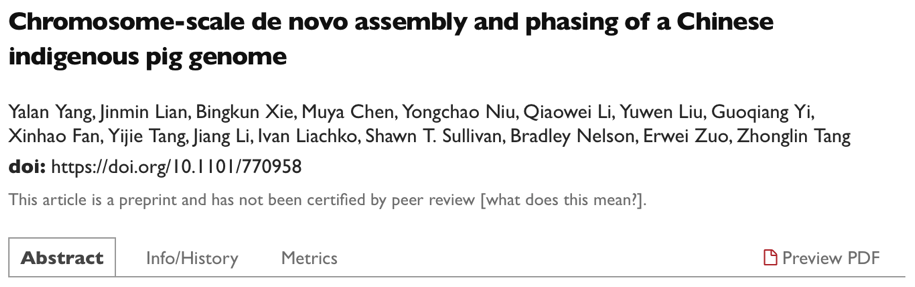 Chromosome-scale de novo assembly and phasing of a Chinese
indigenous pig genome
Yalan Yang, Jinmin Lian, Bingkun Xie, Muya Chen, Yongchao Niu, Qiaowei Li, Yuwen Liu, Guoqiang Yi,
Xinhao Fan, Yijie Tang, Jiang Li, Ivan Liachko, Shawn T. Sullivan, Bradley Nelson, Erwei Zuo, Zhonglin Tang
doi: https://doi.org/10.1101/770958
This article is a preprint and has not been certified by peer review [what does this mean?].
Abstract Info/History Metrics Preview PDF